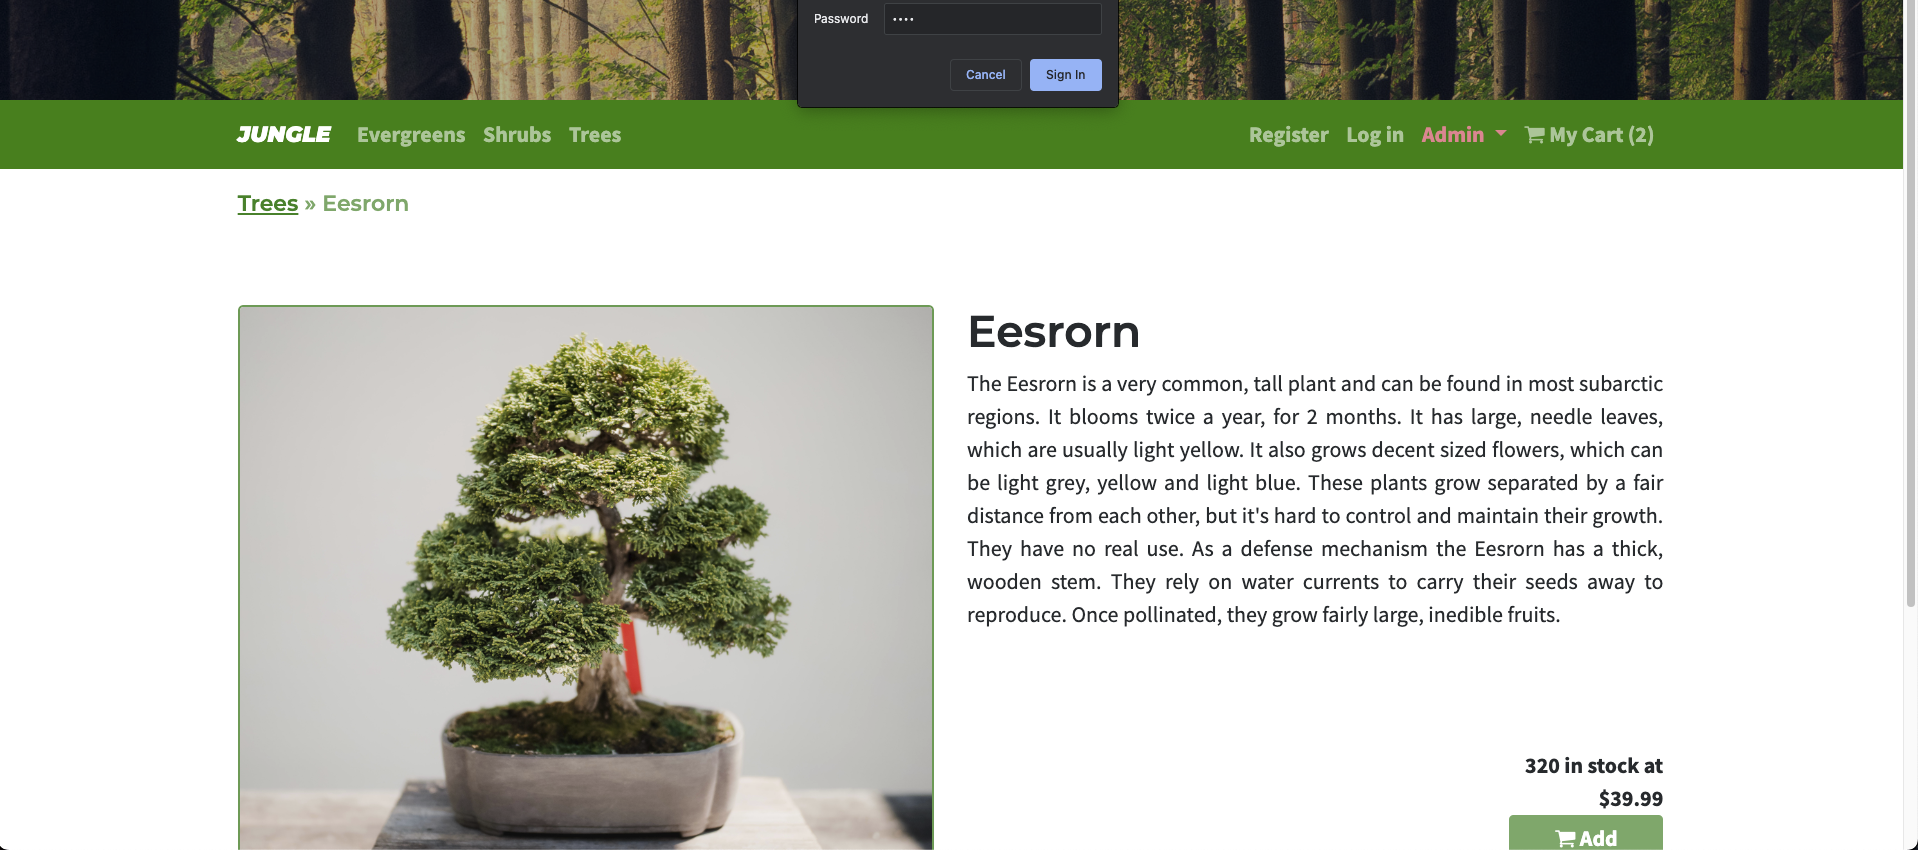 Password ••••
Cancel Sign In
JUNGLE Evergreens Shrubs Trees Register Log in Admin My Cart (2)
Trees » Eesrorn
Eesrorn
The Eesrorn is a very common, tall plant and can be found in most subarctic
regions. It blooms twice a year, for 2 months. It has large, needle leaves,
which are usually light yellow. It also grows decent sized flowers, which can
be light grey, yellow and light blue. These plants grow separated by a fair
distance from each other, but it's hard to control and maintain their growth.
They have no real use. As a defense mechanism the Eesrorn has a thick,
wooden stem. They rely on water currents to carry their seeds away to
reproduce. Once pollinated, they grow fairly large, inedible fruits.
320 in stock at
$39.99
Add